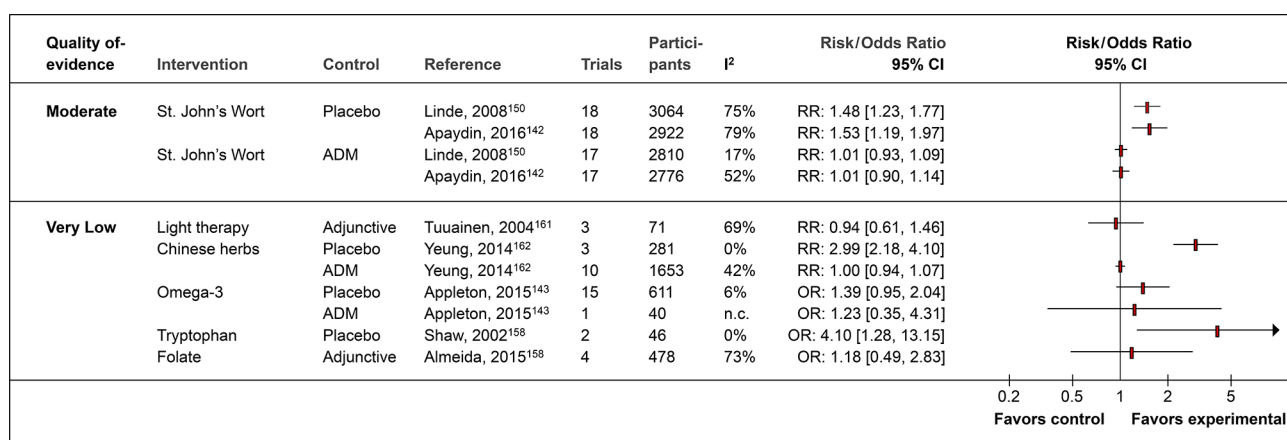 Quality of- Partici- Risk/Odds Ratio Risk/Odds Ratio
evidence Intervention Control Reference Trials pants I² 95% CI 95% CI
Moderate St. John’s Wort Placebo Linde, 2008¹⁵⁰ 18 3064 75% RR: 1.48 [1.23, 1.77]
Apaydin, 2016¹⁴² 18 2922 79% RR: 1.53 [1.19, 1.97]
St. John’s Wort ADM Linde, 2008¹⁵⁰ 17 2810 17% RR: 1.01 [0.93, 1.09]
Apaydin, 2016¹⁴² 17 2776 52% RR: 1.01 [0.90, 1.14]
Very Low Light therapy Adjunctive Tuuainen, 2004¹⁶¹ 3 71 69% RR: 0.94 [0.61, 1.46]
Chinese herbs Placebo Yeung, 2014¹⁶² 3 281 0% RR: 2.99 [2.18, 4.10]
ADM Yeung, 2014¹⁶² 10 1653 42% RR: 1.00 [0.94, 1.07]
Omega-3 Placebo Appleton, 2015¹⁴³ 15 611 6% OR: 1.39 [0.95, 2.04]
ADM Appleton, 2015¹⁴³ 1 40 n.c. OR: 1.23 [0.35, 4.31]
Tryptophan Placebo Shaw, 2002¹⁵⁸ 2 46 0% OR: 4.10 [1.28, 13.15]
Folate Adjunctive Almeida, 2015¹⁵⁸ 4 478 73% OR: 1.18 [0.49, 2.83]
0.2 0.5 1 2 5
Favors control Favors experimental